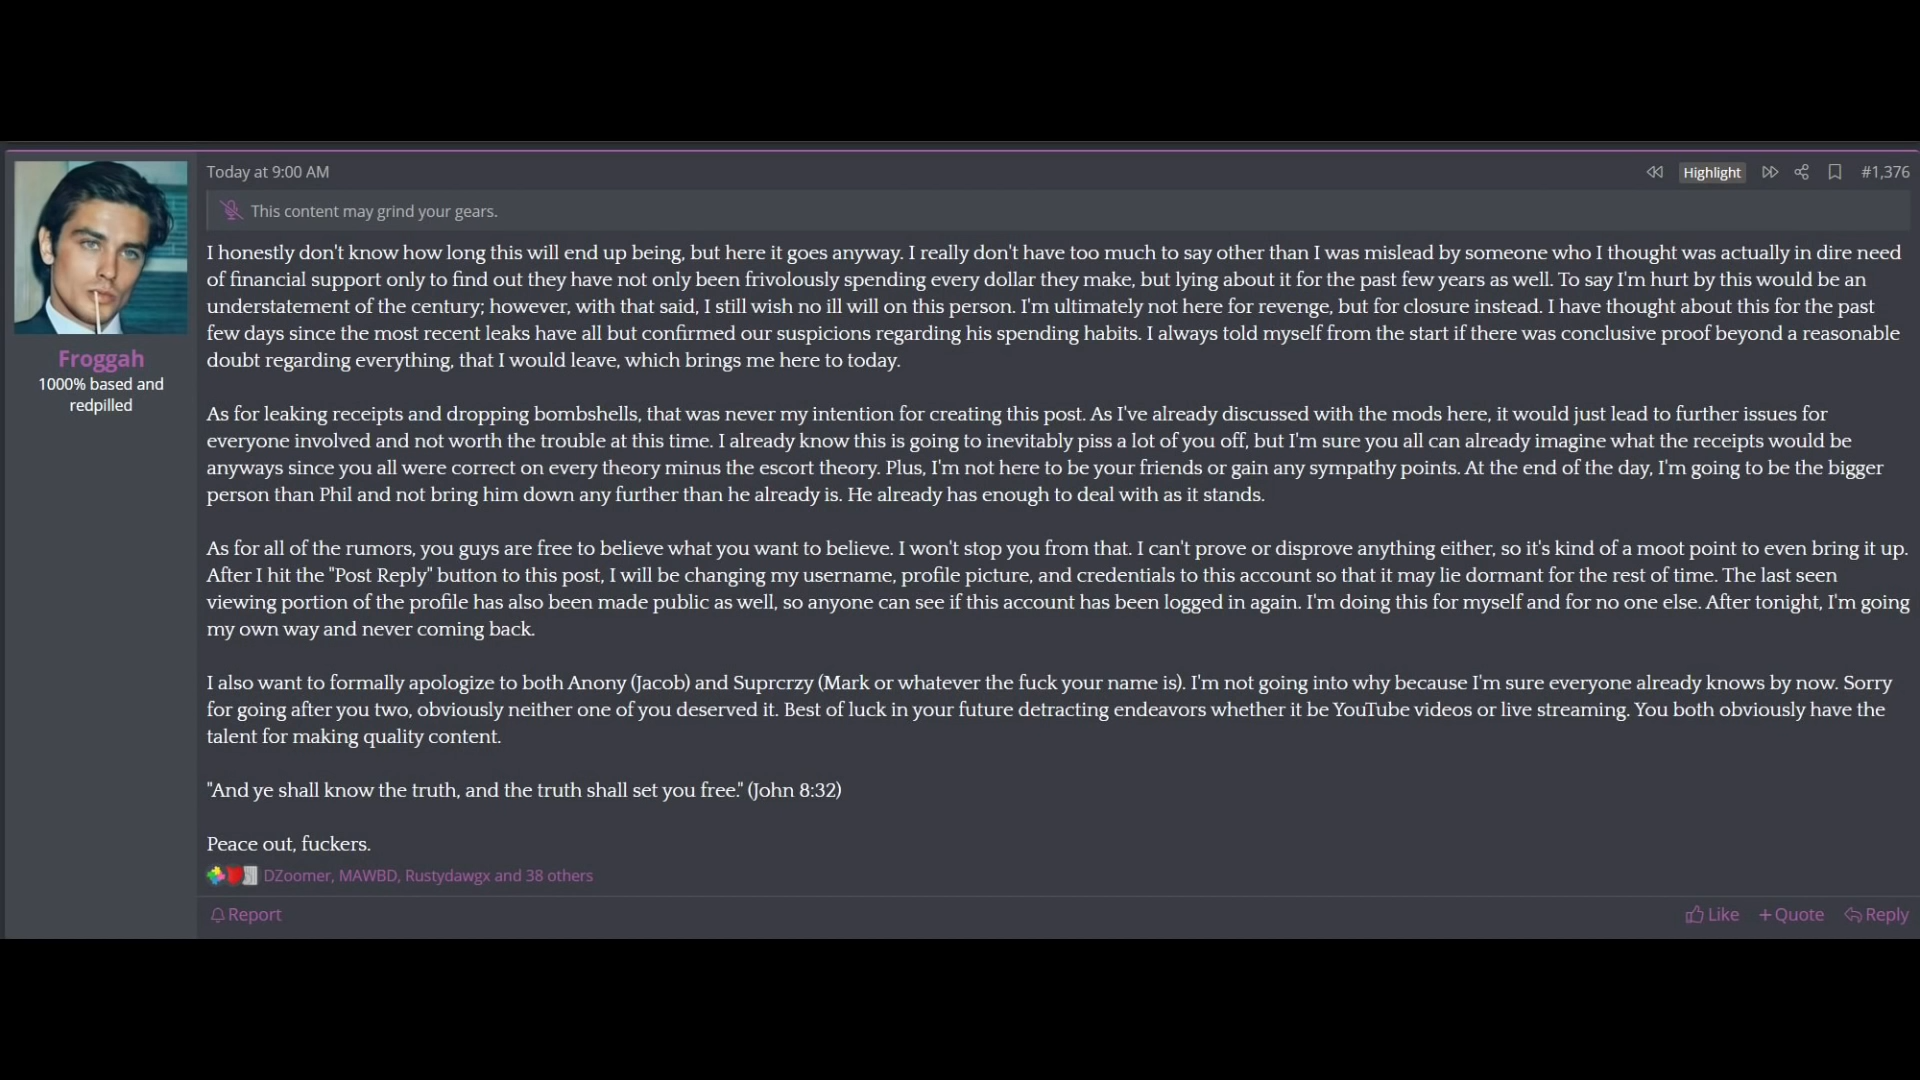 Today at 9:00 AM
Highlight
#1,376
This content may grind your gears.
Froggah
1000% based and
redpilled
I honestly don't know how long this will end up being, but here it goes anyway. I really don't have too much to say other than I was mislead by someone who I thought was actually in dire need
of financial support only to find out they have not only been frivolously spending every dollar they make, but lying about it for the past few years as well. To say I'm hurt by this would be an
understatement of the century; however, with that said, I still wish no ill will on this person. I'm ultimately not here for revenge, but for closure instead. I have thought about this for the past
few days since the most recent leaks have all but confirmed our suspicions regarding his spending habits. I always told myself from the start if there was conclusive proof beyond a reasonable
doubt regarding everything, that I would leave, which brings me here to today.
As for leaking receipts and dropping bombshells, that was never my intention for creating this post. As I've already discussed with the mods here, it would just lead to further issues for
everyone involved and not worth the trouble at this time. I already know this is going to inevitably piss a lot of you off, but I'm sure you all can already imagine what the receipts would be
anyways since you all were correct on every theory minus the escort theory. Plus, I'm not here to be your friends or gain any sympathy points. At the end of the day, I'm going to be the bigger
person than Phil and not bring him down any further than he already is. He already has enough to deal with as it stands.
As for all of the rumors, you guys are free to believe what you want to believe. I won't stop you from that. I can't prove or disprove anything either, so it's kind of a moot point to even bring it up.
After I hit the "Post Reply" button to this post, I will be changing my username, profile picture, and credentials to this account so that it may lie dormant for the rest of time. The last seen
viewing portion of the profile has also been made public as well, so anyone can see if this account has been logged in again. I'm doing this for myself and for no one else. After tonight, I'm going
my own way and never coming back.
I also want to formally apologize to both Anony (Jacob) and Suprcrzy (Mark or whatever the fuck your name is). I'm not going into why because I'm sure everyone already knows by now. Sorry
for going after you two, obviously neither one of you deserved it. Best of luck in your future detracting endeavors whether it be YouTube videos or live streaming. You both obviously have the
talent for making quality content.
"And ye shall know the truth, and the truth shall set you free." (John 8:32)
Peace out, fuckers.
DZoomer, MAWBD, Rustydawgx and 38 others
Report
Like
+Quote
Reply